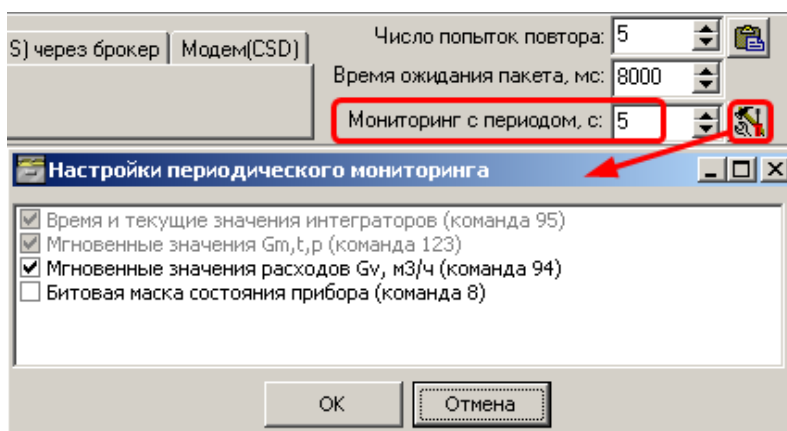 Число попыток повтора: 5
S) через брокер Модем(CSD)
Время ожидания пакета, мс: 8000
Мониторинг с периодом, с: 5
Настройки периодического мониторинга
Время и текущие значения интеграторов (команда 95)
Мгновенные значения Gm,t,p (команда 123)
Мгновенные значения расходов Gv, м3/ч (команда 94)
Битовая маска состояния прибора (команда 8)
ОК Отмена